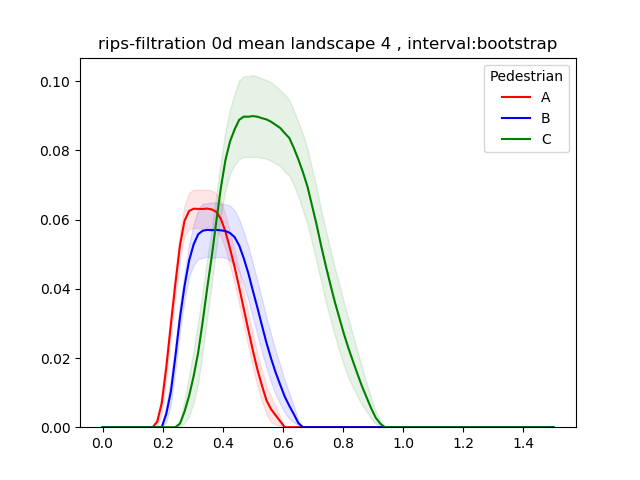 rips-filtration 0d mean landscape 4 , interval:bootstrap
Pedestrian
A
B
C
0.10
0.08
0.06
0.04
0.02
0.00
0.0 0.2 0.4 0.6 0.8 1.0 1.2 1.4